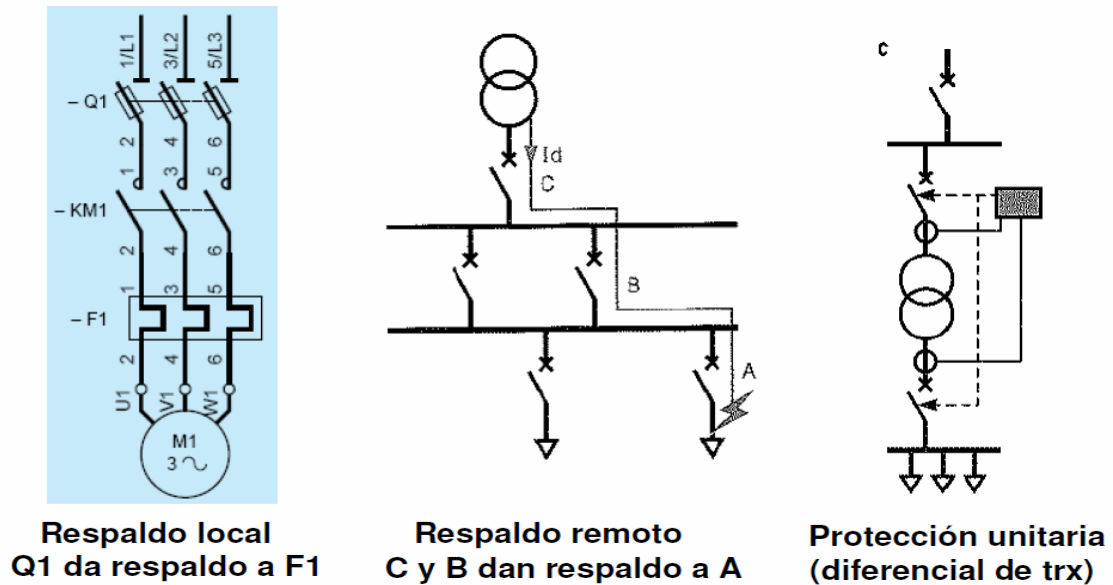 1/L1 3/L2 5/L3
– Q1
2 4 6
1 3 5
– KM1
2 4 6
1 3 5
– F1
2 4 6
U1 V1 W1
M1
3
Respaldo local
Q1 da respaldo a F1
Id
C
B
A
Respaldo remoto
C y B dan respaldo a A
c
Protección unitaria
(diferencial de trx)